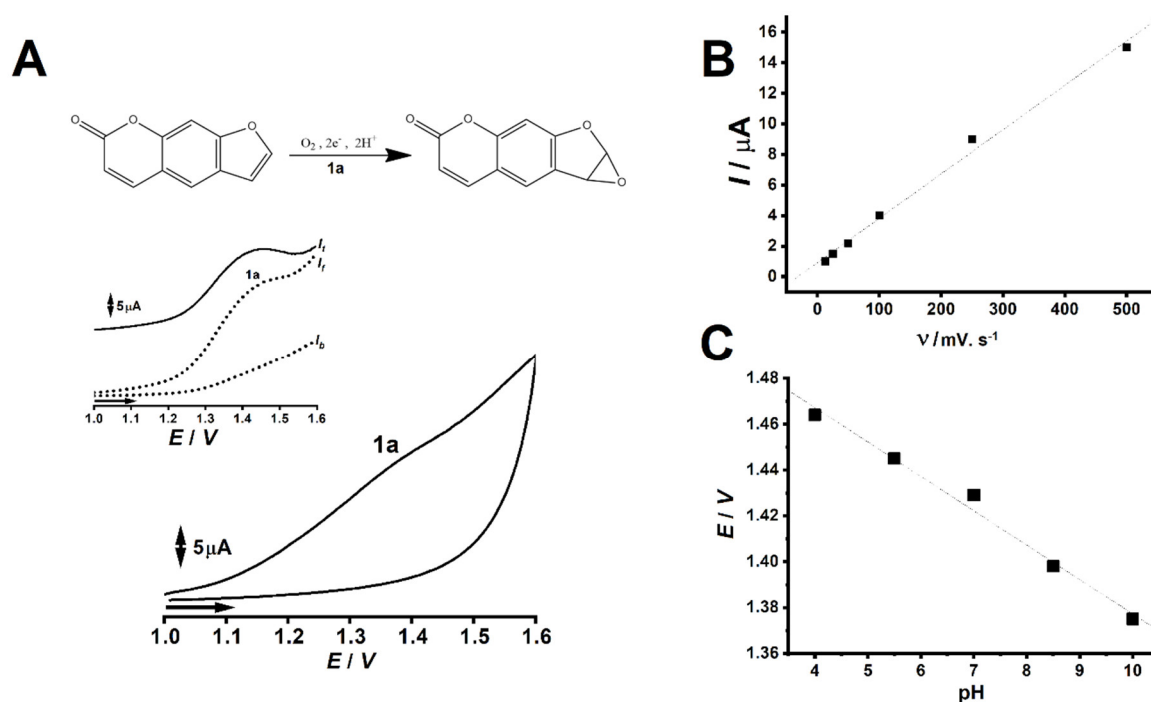 A
O O O
O₂ , 2e⁻, 2H⁺
1a
O O O
O
5µA
1a
Iₜ
I_f
I_b
1.0 1.1 1.2 1.3 1.4 1.5 1.6
E / V
1a
5µA
1.0 1.1 1.2 1.3 1.4 1.5 1.6
E / V
B
16
14
12
10
8
6
4
2
0
I / µA
0 100 200 300 400 500
ν / mV. s⁻¹
C
1.48
1.46
1.44
1.42
1.40
1.38
1.36
E / V
4 5 6 7 8 9 10
pH